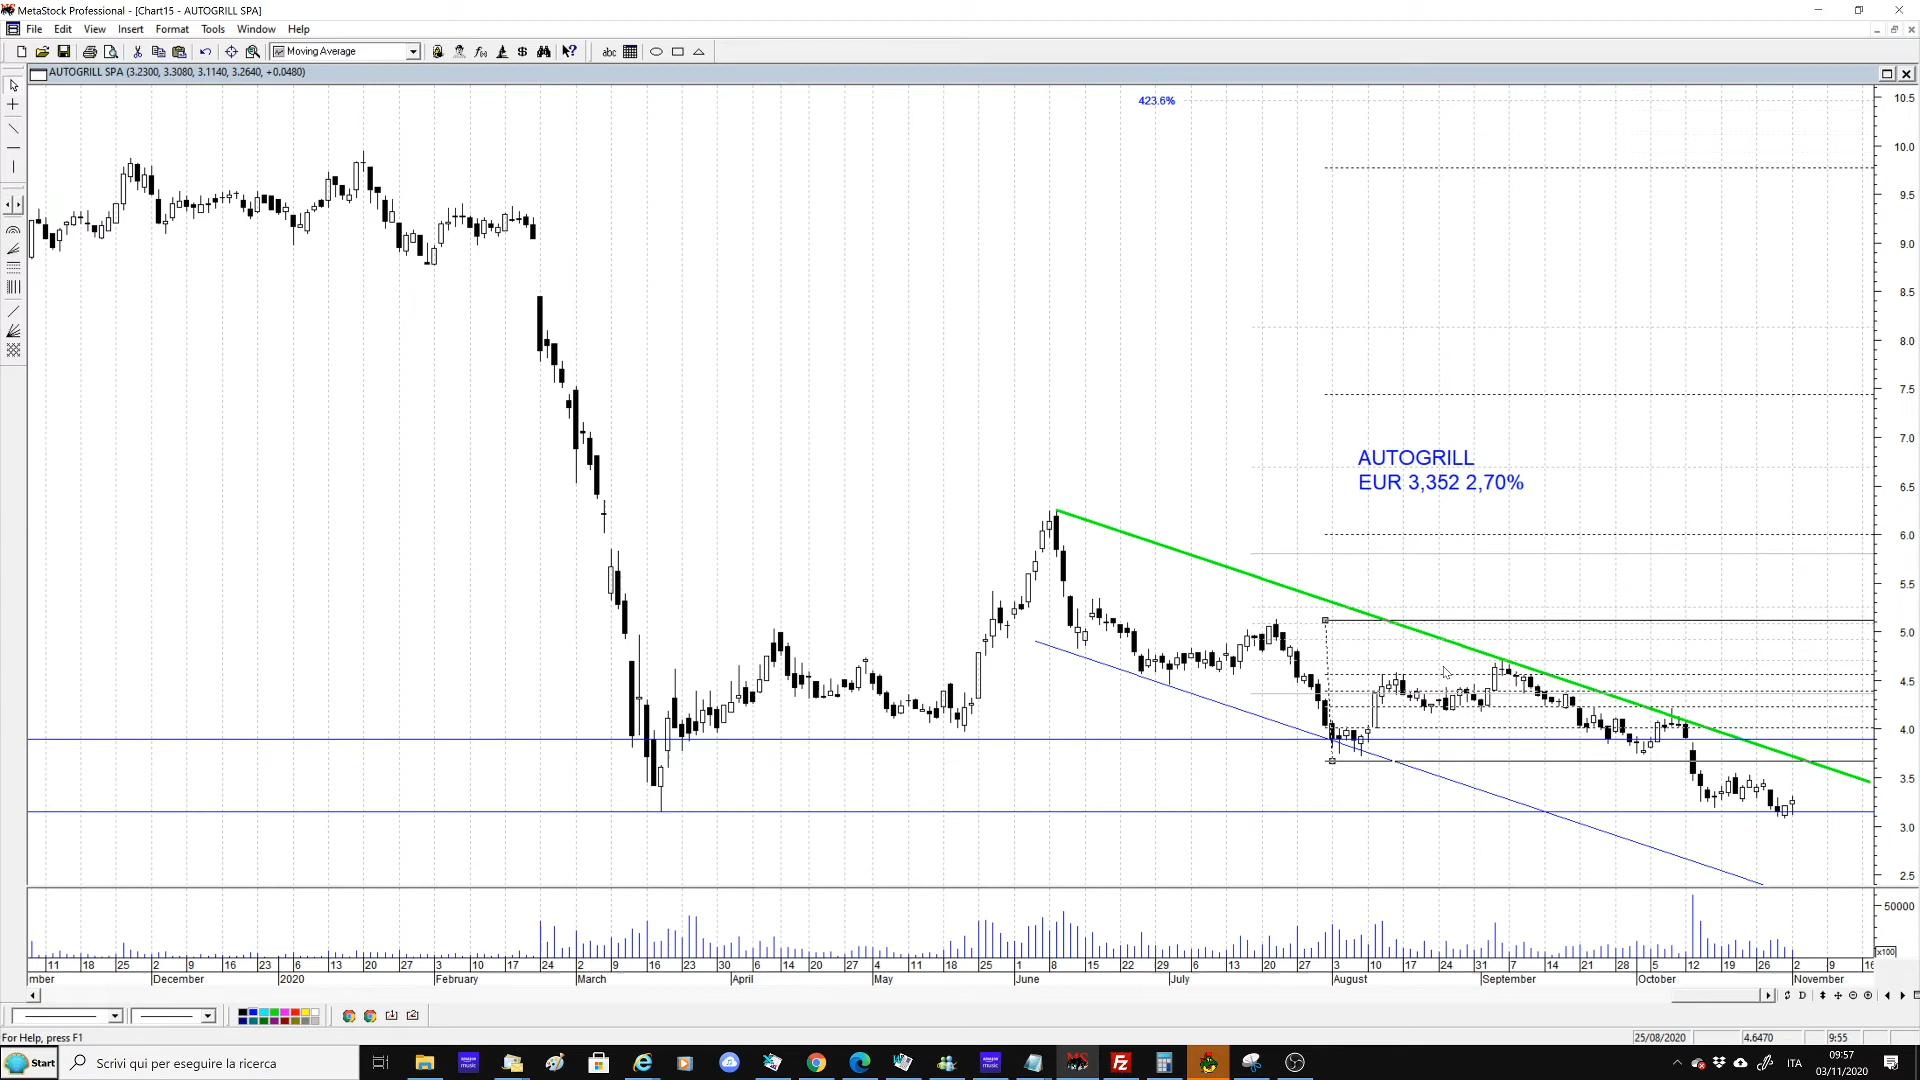 MetaStock Professional - [Chart15 - AUTOGRILL SPA]
File Edit View Insert Format Tools Window Help
Moving Average
abc
AUTOGRILL SPA (3.2300, 3.3080, 3.1140, 3.2640, +0.0480)
423.6%
10.5
10.0
9.5
9.0
8.5
8.0
7.5
7.0
AUTOGRILL
EUR 3,352 2,70%
6.5
6.0
5.5
5.0
4.5
4.0
3.5
3.0
2.5
50000
x100
11 18 25 2 9 16 23 6 13 20 27 3 10 17 24 2 9 16 23 30 6 14 20 27 4 11 18 25 1 8 15 22 29 6 13 20 27 3 10 17 24 31 7 14 21 28 5 12 19 26 2 9 16
mber December 2020 February March April May June July August September October November
D
For Help, press F1
25/08/2020 4.6470 9:55
Start Scrivi qui per eseguire la ricerca
ITA
09:57
03/11/2020